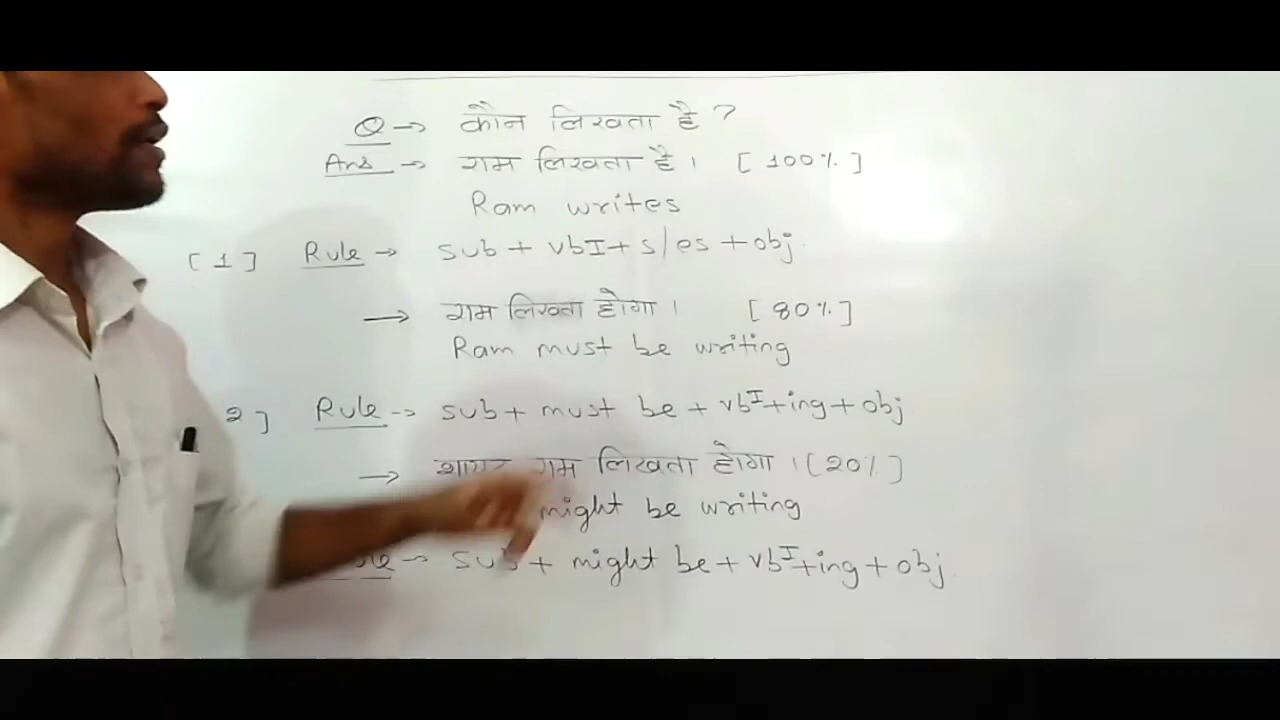 Q → कौन लिखता है ?
Ans → राम लिखता है। [ 100% ]
Ram writes
[ 1 ] Rule → sub + vbI + s/es + obj.
→ राम लिखता होगा। [ 80% ]
Ram must be writing
2 ] Rule → sub + must be + vbI + ing + obj
→ राम लिखता होगा। (20%]
might be writing
sub + might be + vbI + ing + obj